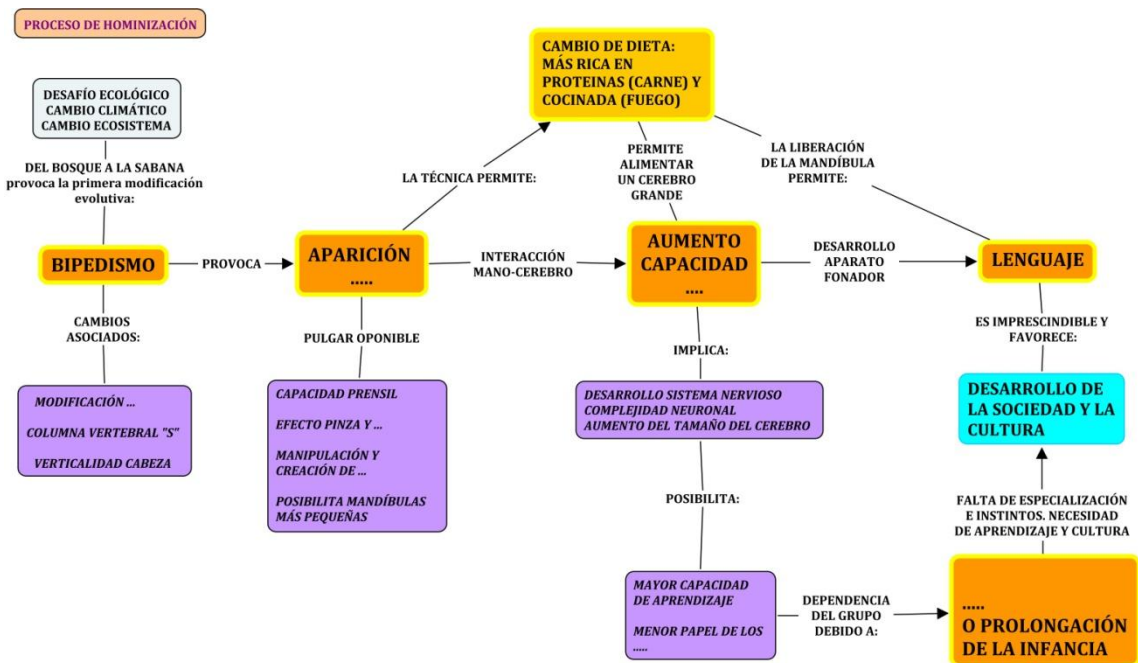 PROCESO DE HOMINIZACIÓN
DESAFÍO ECOLÓGICO
CAMBIO CLIMÁTICO
CAMBIO ECOSISTEMA
DEL BOSQUE A LA SABANA
provoca la primera modificación
evolutiva:
BIPEDISMO
PROVOCA
CAMBIOS
ASOCIADOS:
MODIFICACIÓN ...
COLUMNA VERTEBRAL "S"
VERTICALIDAD CABEZA
APARICIÓN
.....
LA TÉCNICA PERMITE:
PULGAR OPONIBLE
CAPACIDAD PRENSIL
EFECTO PINZA Y ...
MANIPULACIÓN Y
CREACIÓN DE ...
POSIBILITA MANDÍBULAS
MÁS PEQUEÑAS
INTERACCIÓN
MANO-CEREBRO
CAMBIO DE DIETA:
MÁS RICA EN
PROTEINAS (CARNE) Y
COCINADA (FUEGO)
PERMITE
ALIMENTAR
UN CEREBRO
GRANDE
LA LIBERACIÓN
DE LA MANDÍBULA
PERMITE:
AUMENTO
CAPACIDAD
....
DESARROLLO
APARATO
FONADOR
LENGUAJE
IMPLICA:
DESARROLLO SISTEMA NERVIOSO
COMPLEJIDAD NEURONAL
AUMENTO DEL TAMAÑO DEL CEREBRO
POSIBILITA:
MAYOR CAPACIDAD
DE APRENDIZAJE
MENOR PAPEL DE LOS
.....
DEPENDENCIA
DEL GRUPO
DEBIDO A:
ES IMPRESCINDIBLE Y
FAVORECE:
DESARROLLO DE
LA SOCIEDAD Y LA
CULTURA
FALTA DE ESPECIALIZACIÓN
E INSTINTOS. NECESIDAD
DE APRENDIZAJE Y CULTURA
.....
O PROLONGACIÓN
DE LA INFANCIA